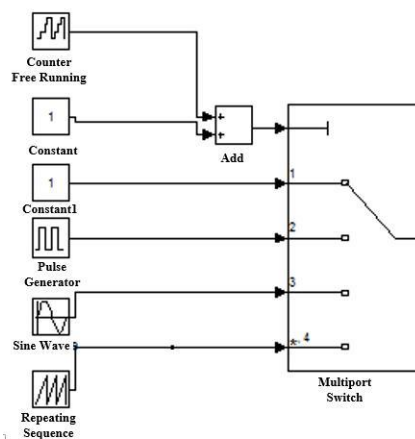 Counter
Free Running
1
Constant
+
+
Add
1
Constant1
1
Pulse
Generator
2
3
Sine Wave
*, 4
Repeating
Sequence
Multiport
Switch